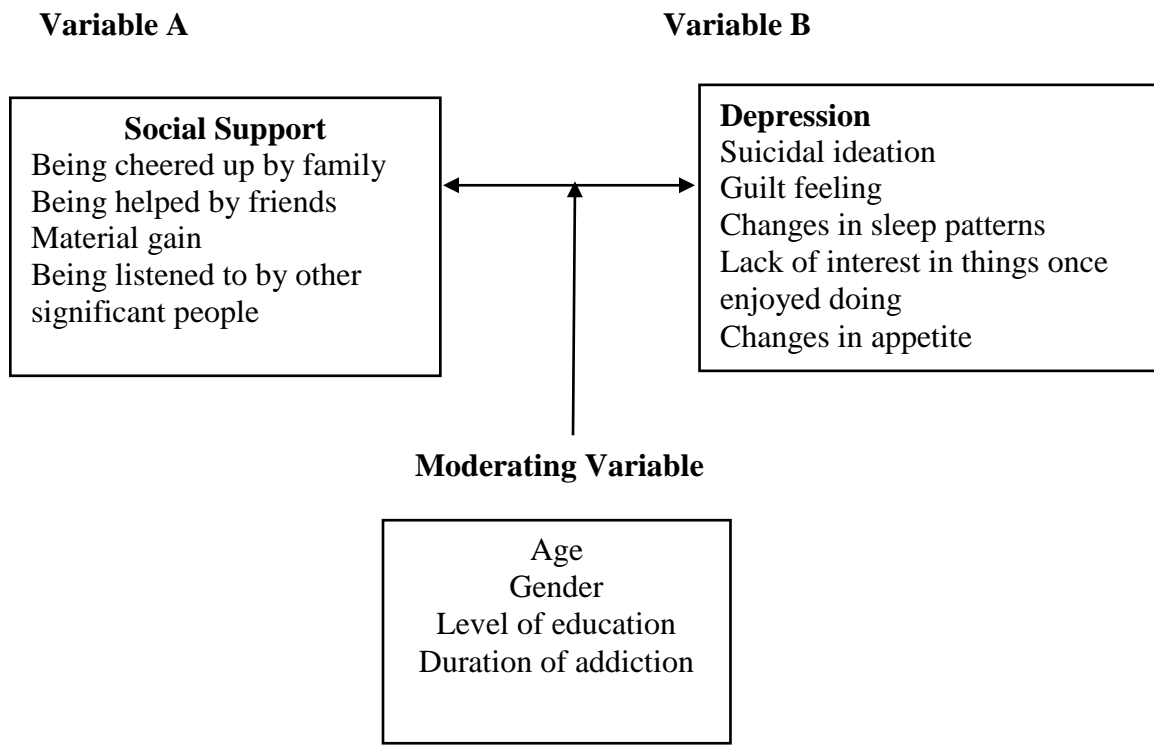 Variable A
Variable B
Social Support
Being cheered up by family
Being helped by friends
Material gain
Being listened to by other
significant people
Depression
Suicidal ideation
Guilt feeling
Changes in sleep patterns
Lack of interest in things once
enjoyed doing
Changes in appetite
Moderating Variable
Age
Gender
Level of education
Duration of addiction